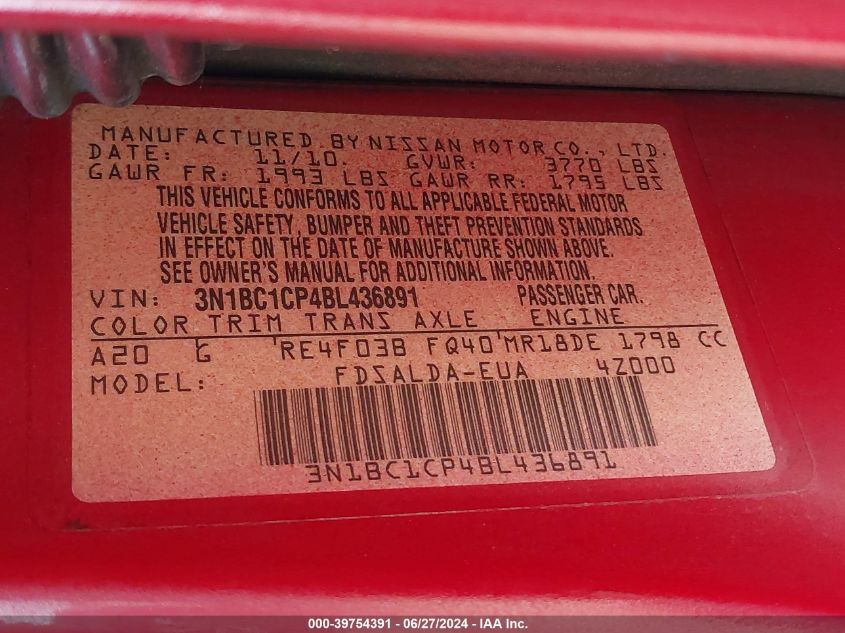 MANUFACTURED BY NISSAN MOTOR CO., LTD.
DATE: 11/10. GVWR: 3770 LBS
GAWR FR: 1993 LBS GAWR RR: 1795 LBS
THIS VEHICLE CONFORMS TO ALL APPLICABLE FEDERAL MOTOR
VEHICLE SAFETY, BUMPER AND THEFT PREVENTION STANDARDS
IN EFFECT ON THE DATE OF MANUFACTURE SHOWN ABOVE.
SEE OWNER'S MANUAL FOR ADDITIONAL INFORMATION.
VIN: 3N1BC1CP4BL436891 PASSENGER CAR.
COLOR TRIM TRANS AXLE ENGINE
A20 G RE4F03B FQ40 MR18DE 1798 CC
MODEL: FDSALDA-EUA 4Z000
3N1BC1CP4BL436891
000-39754391 - 06/27/2024 - IAA Inc.